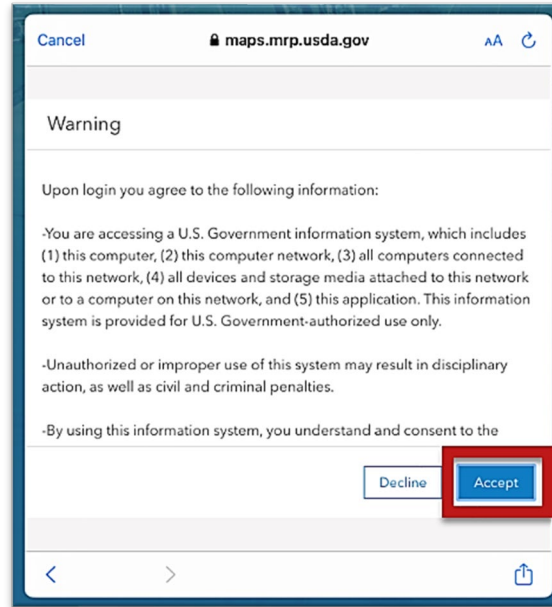 Cancel
maps.mrp.usda.gov
AA
Warning
Upon login you agree to the following information:
-You are accessing a U.S. Government information system, which includes
(1) this computer, (2) this computer network, (3) all computers connected
to this network, (4) all devices and storage media attached to this network
or to a computer on this network, and (5) this application. This information
system is provided for U.S. Government-authorized use only.
-Unauthorized or improper use of this system may result in disciplinary
action, as well as civil and criminal penalties.
-By using this information system, you understand and consent to the
Decline
Accept